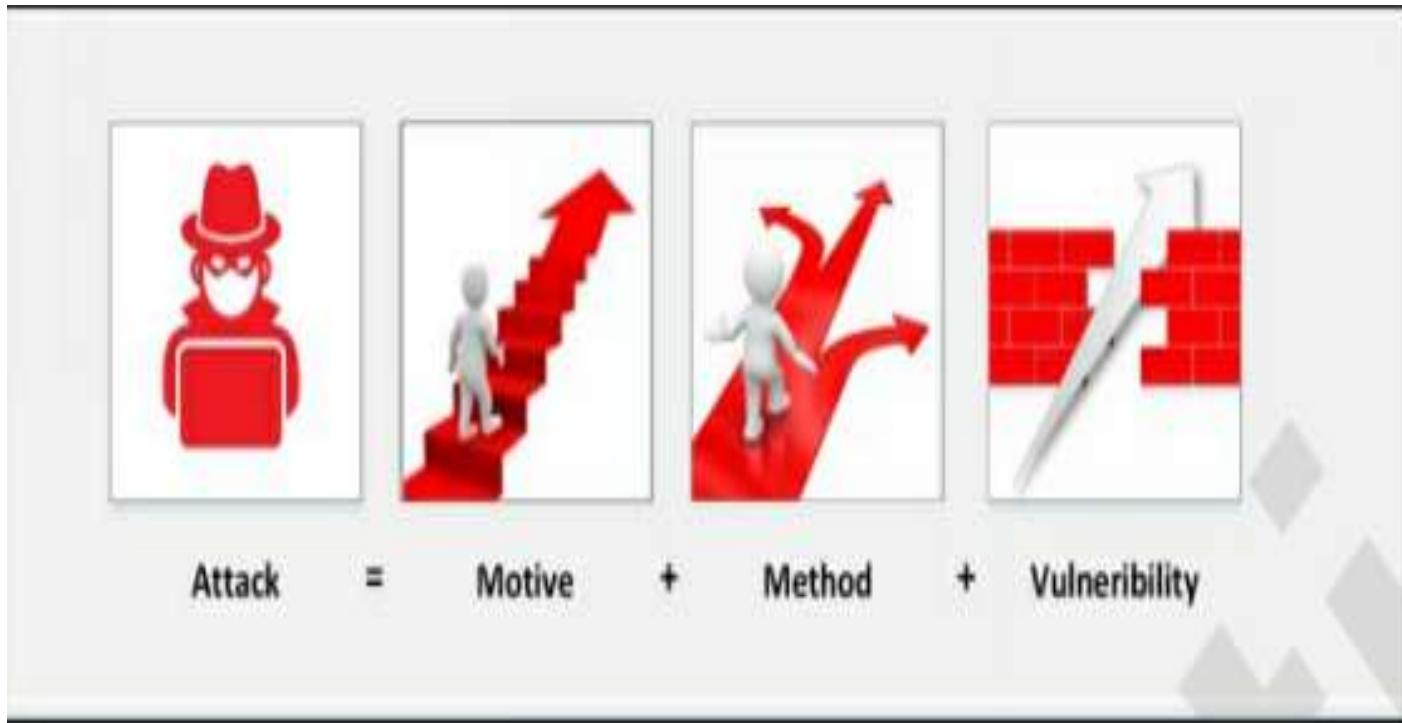 Attack = Motive + Method + Vulneribility